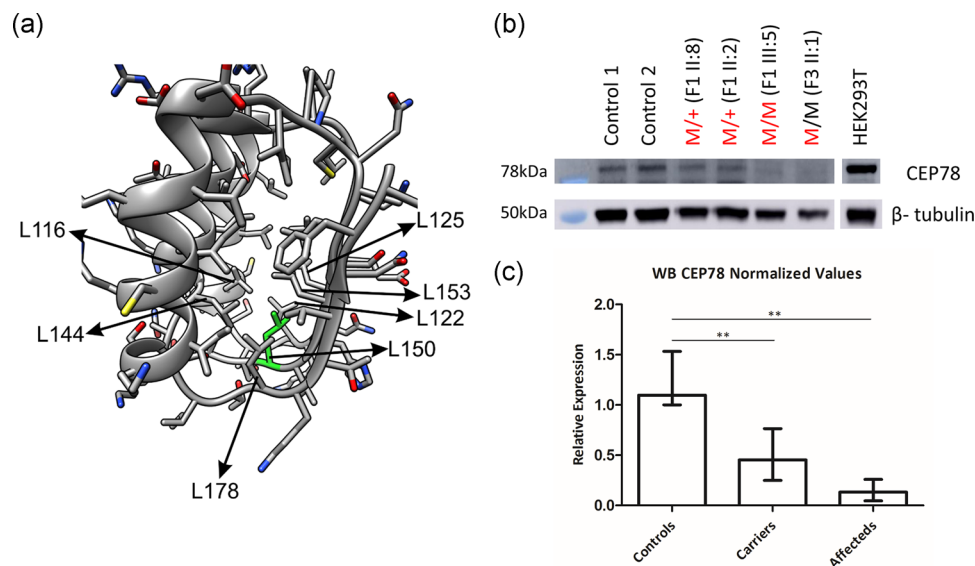 (a)
L116
L125
L153
L144
L122
L150
L178
(b)
Control 1
Control 2
M/+ (F1 II:8)
M/+ (F1 II:2)
M/M (F1 III:5)
M/M (F3 II:1)
HEK293T
78kDa
CEP78
50kDa
β- tubulin
(c)
WB CEP78 Normalized Values
Relative Expression
2.0
1.5
1.0
0.5
0.0
**
**
Controls
Carriers
Affecteds